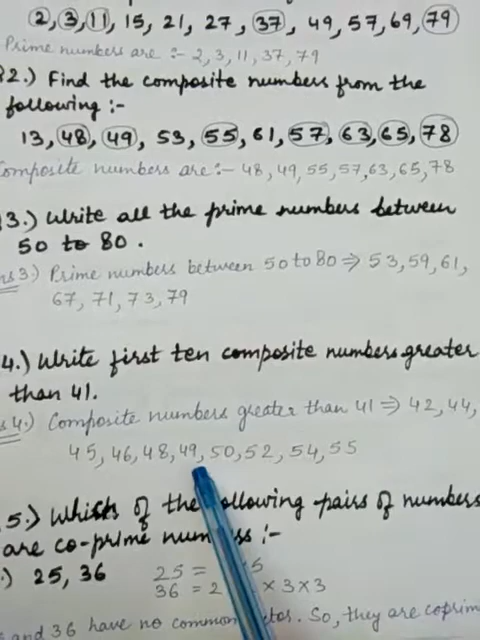 2, 3, 11, 15, 21, 27, 37, 49, 57, 69, 79
Prime numbers are :- 2, 3, 11, 37, 79
2.) Find the composite numbers from the
following :-
13, 48, 49, 53, 55, 61, 57, 63, 65, 78
Composite numbers are :- 48, 49, 55, 57, 63, 65, 78
3.) Write all the prime numbers between
50 to 80.
Ans 3) Prime numbers between 50 to 80 ⇒ 53, 59, 61,
67, 71, 73, 79
4.) Write first ten composite numbers greater
than 41.
4.) Composite numbers greater than 41 ⇒ 42, 44,
45, 46, 48, 49, 50, 52, 54, 55
5.) Which of the following pairs of numbers
are co-prime :-
.) 25, 36
25 = 5
36 = 2 × 3 × 3
and 36 have no common So, they are coprim